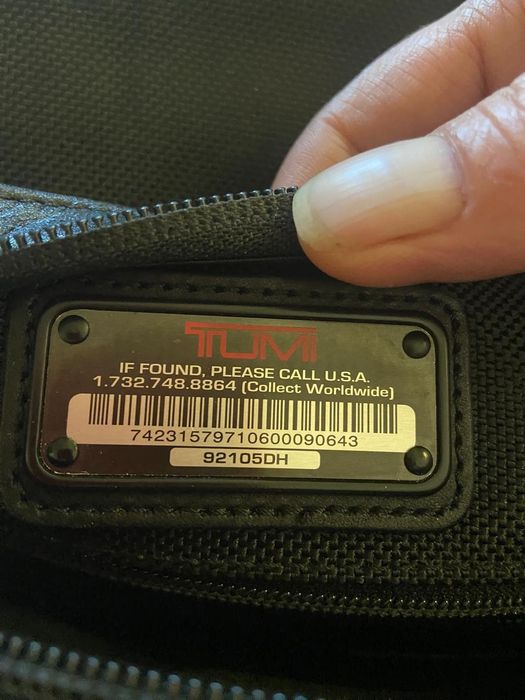 TUMI
IF FOUND, PLEASE CALL U.S.A.
1.732.748.8864 (Collect Worldwide)
74231579710600090643
92105DH